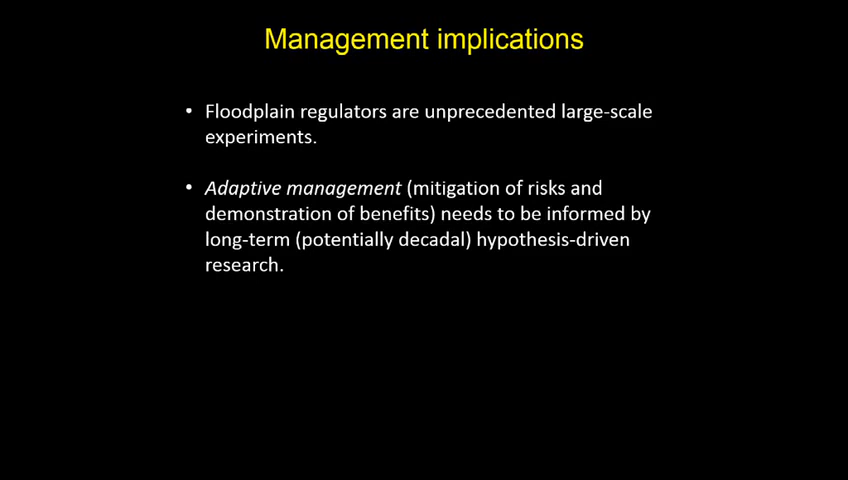 Management implications
• Floodplain regulators are unprecedented large-scale
experiments.
• Adaptive management (mitigation of risks and
demonstration of benefits) needs to be informed by
long-term (potentially decadal) hypothesis-driven
research.